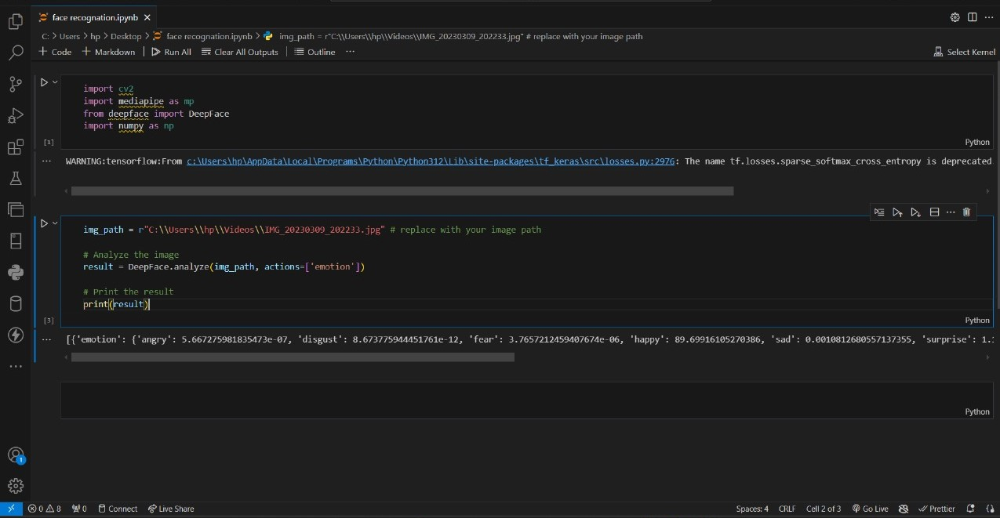 face recognation.ipynb
C: > Users > hp > Desktop > face recognation.ipynb > img_path = r"C:\\Users\\hp\\Videos\\IMG_20230309_202233.jpg" # replace with your image path
+ Code + Markdown | Run All Clear All Outputs | Outline ... Select Kernel
import cv2
import mediapipe as mp
from deepface import DeepFace
import numpy as np
[1] Python
... WARNING:tensorflow:From c:\Users\hp\AppData\Local\Programs\Python\Python312\Lib\site-packages\tf_keras\src\losses.py:2976: The name tf.losses.sparse_softmax_cross_entropy is deprecated.
img_path = r"C:\\Users\\hp\\Videos\\IMG_20230309_202233.jpg" # replace with your image path
# Analyze the image
result = DeepFace.analyze(img_path, actions=['emotion'])
# Print the result
print(result)
[3] Python
... [{'emotion': {'angry': 5.667275981835473e-07, 'disgust': 8.673775944451761e-12, 'fear': 3.7657212459407674e-06, 'happy': 89.69916105270386, 'sad': 0.0010812680557137355, 'surprise': 1.1
Python
1
0 8 0 Connect Live Share Spaces: 4 CRLF Cell 2 of 3 Go Live Prettier